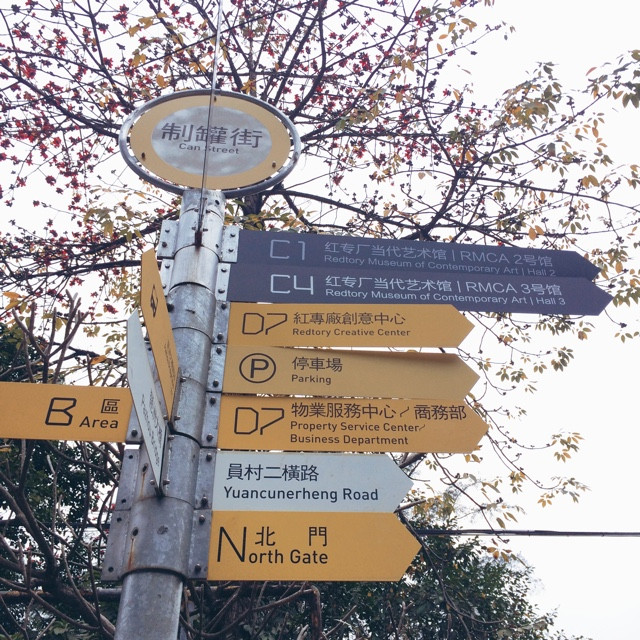 制罐街
Can Street
C1 红专厂当代艺术馆 | RMCA 2号馆
Redtory Museum of Contemporary Art | Hall 2
C4 红专厂当代艺术馆 | RMCA 3号馆
Redtory Museum of Contemporary Art | Hall 3
D7 紅專廠創意中心
Redtory Creative Center
P 停車場
Parking
B 區
Area
D7 物業服務中心／商務部
Property Service Center/
Business Department
員村二橫路
Yuancunerheng Road
北門
North Gate